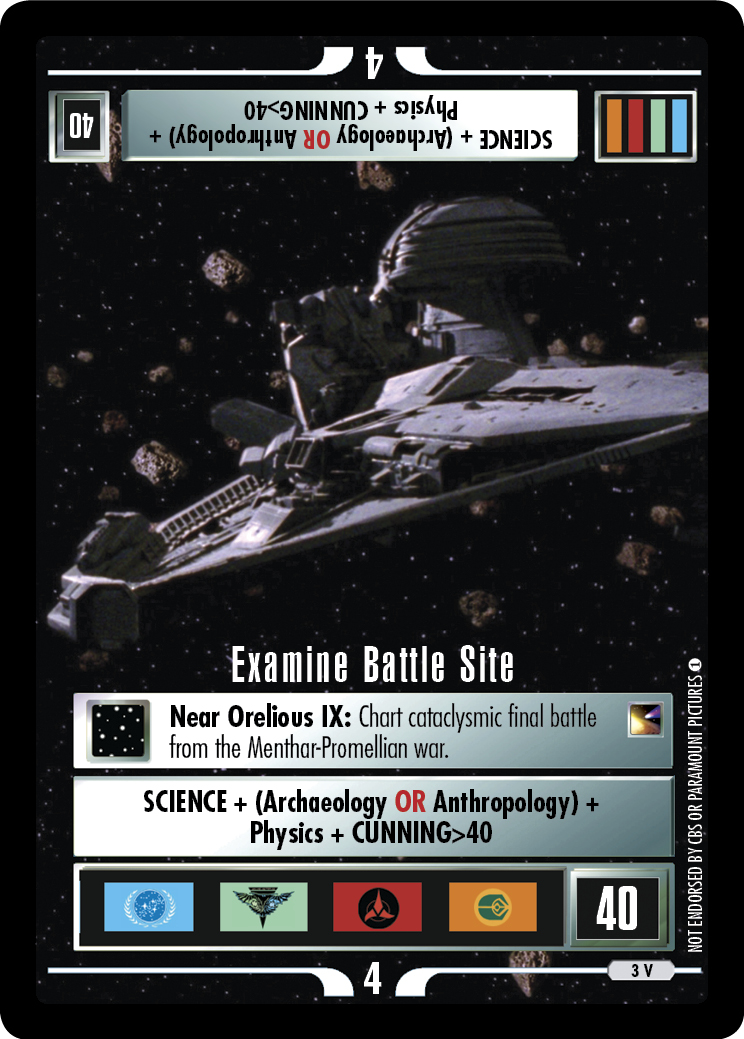 4
40
SCIENCE + (Archaeology OR Anthropology) +
Physics + CUNNING>40
Examine Battle Site
Near Orelious IX: Chart cataclysmic final battle
from the Menthar-Promellian war.
SCIENCE + (Archaeology OR Anthropology) +
Physics + CUNNING>40
40
4
3 V
NOT ENDORSED BY CBS OR PARAMOUNT PICTURES 1